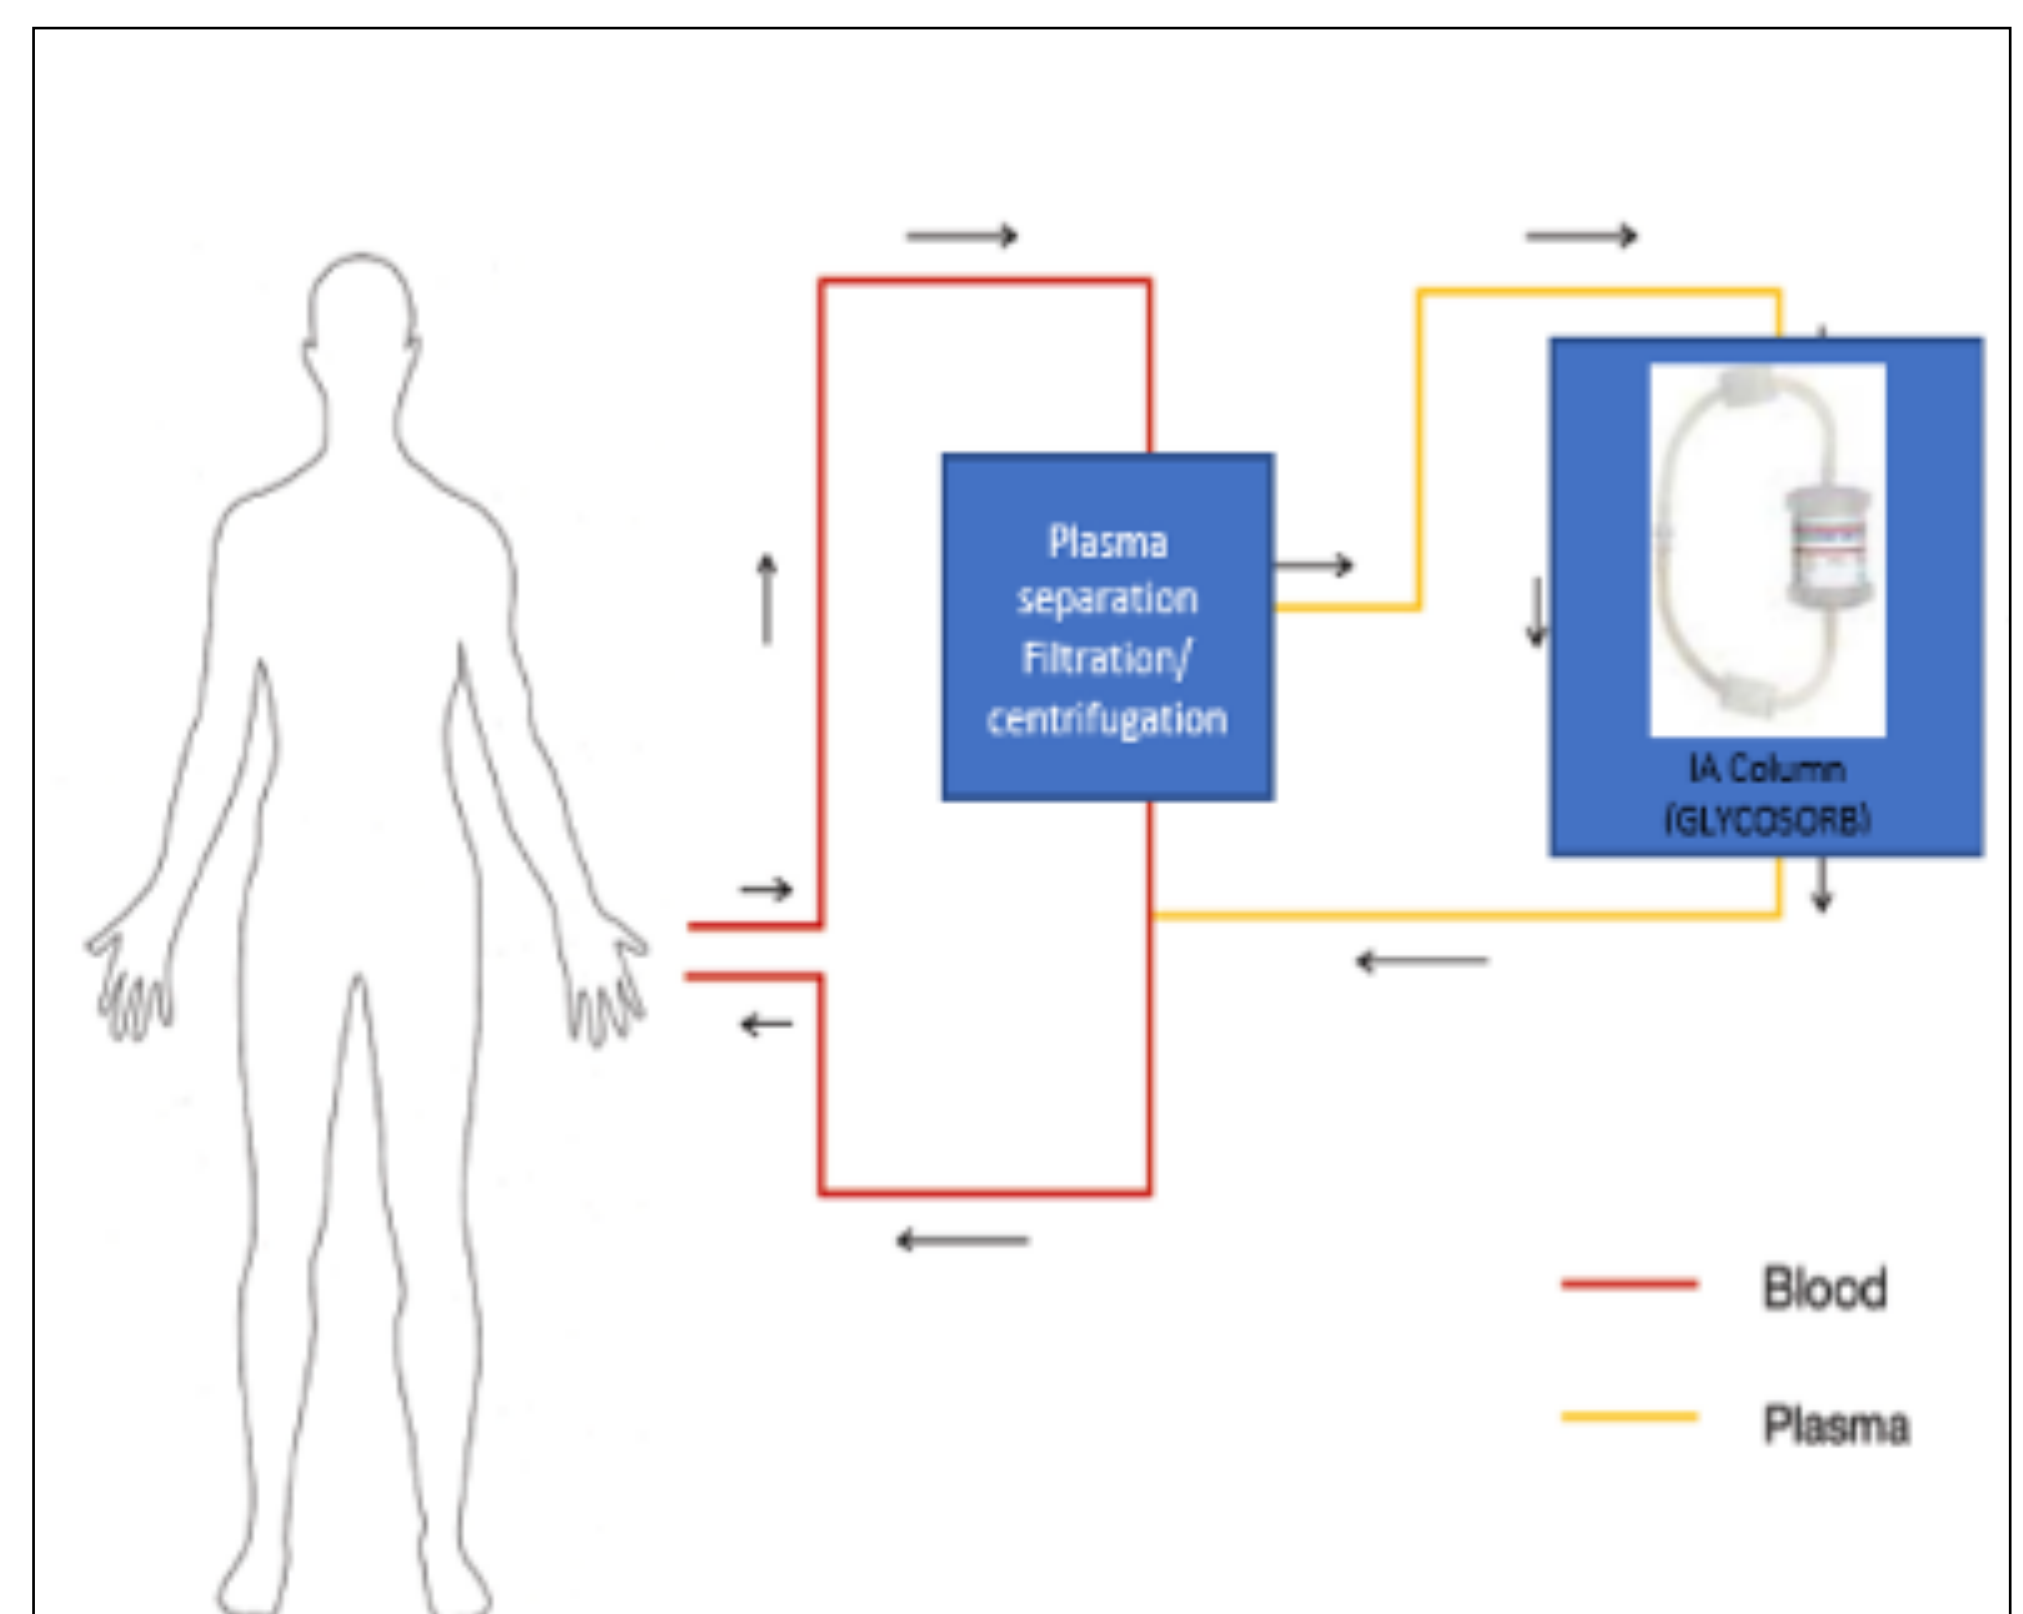 Plasma
separation
Filtration/
centrifugation
IA Column
(GLYCOSORB)
Blood
Plasma